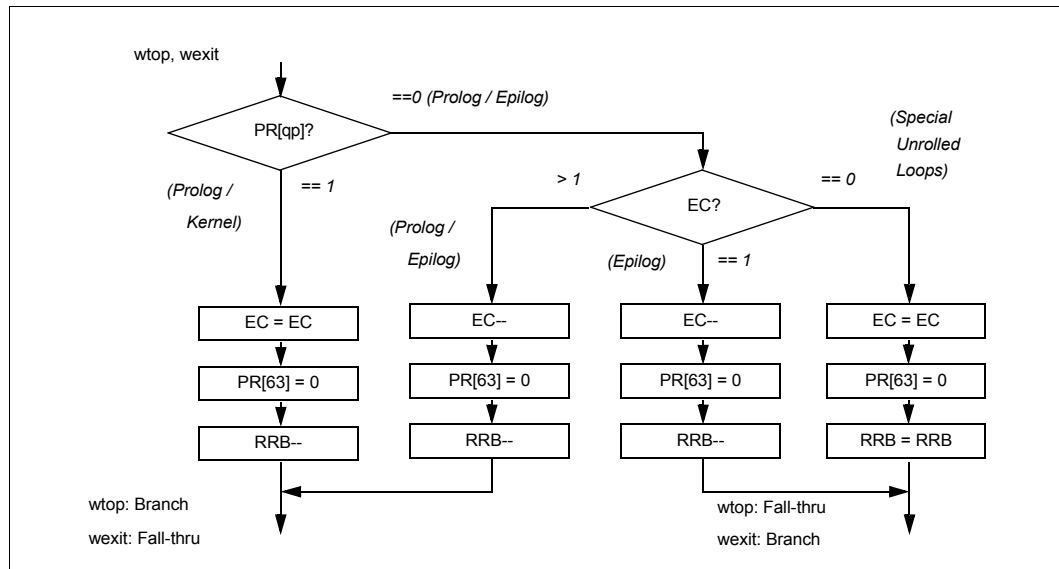 wtop, wexit
==0 (Prolog / Epilog)
PR[qp]?
(Special
Unrolled
Loops)
(Prolog /
Kernel)
== 1
> 1
== 0
EC?
(Prolog /
Epilog)
(Epilog)
== 1
EC = EC
EC--
EC--
EC = EC
PR[63] = 0
PR[63] = 0
PR[63] = 0
PR[63] = 0
RRB--
RRB--
RRB--
RRB = RRB
wtop: Branch
wexit: Fall-thru
wtop: Fall-thru
wexit: Branch